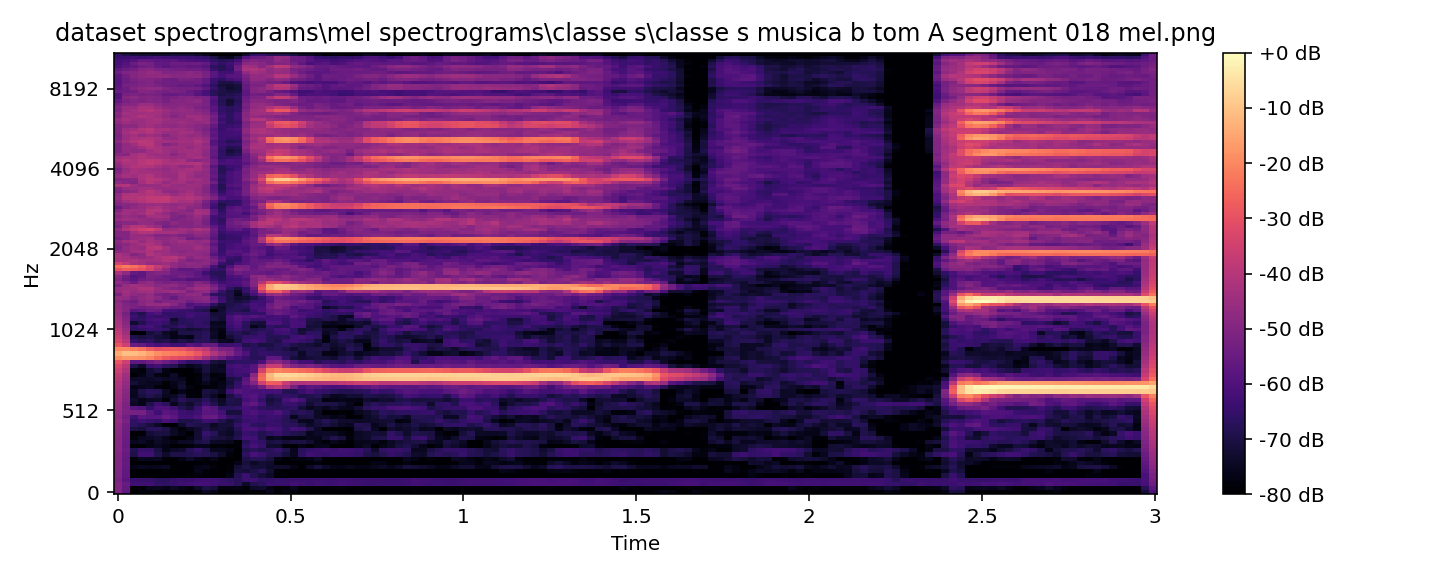 dataset spectrograms\mel spectrograms\classe s\classe s musica b tom A segment 018 mel.png
8192
4096
2048
1024
512
0
Hz
0
0.5
1
1.5
2
2.5
3
Time
+0 dB
-10 dB
-20 dB
-30 dB
-40 dB
-50 dB
-60 dB
-70 dB
-80 dB